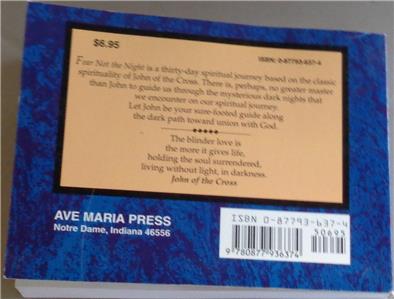 $6.95
ISBN: 0-87793-637-4
Fear Not the Night is a thirty-day spiritual journey based on the classic
spirituality of John of the Cross. There is, perhaps, no greater master
than John to guide us through the mysterious dark nights that
we encounter on our spiritual journey.
Let John be your sure-footed guide along
the dark path toward union with God.
The blinder love is
the more it gives life,
holding the soul surrendered,
living without light, in darkness.
John of the Cross
AVE MARIA PRESS
Notre Dame, Indiana 46556
ISBN 0-87793-637-4
50695
9 780877 936374